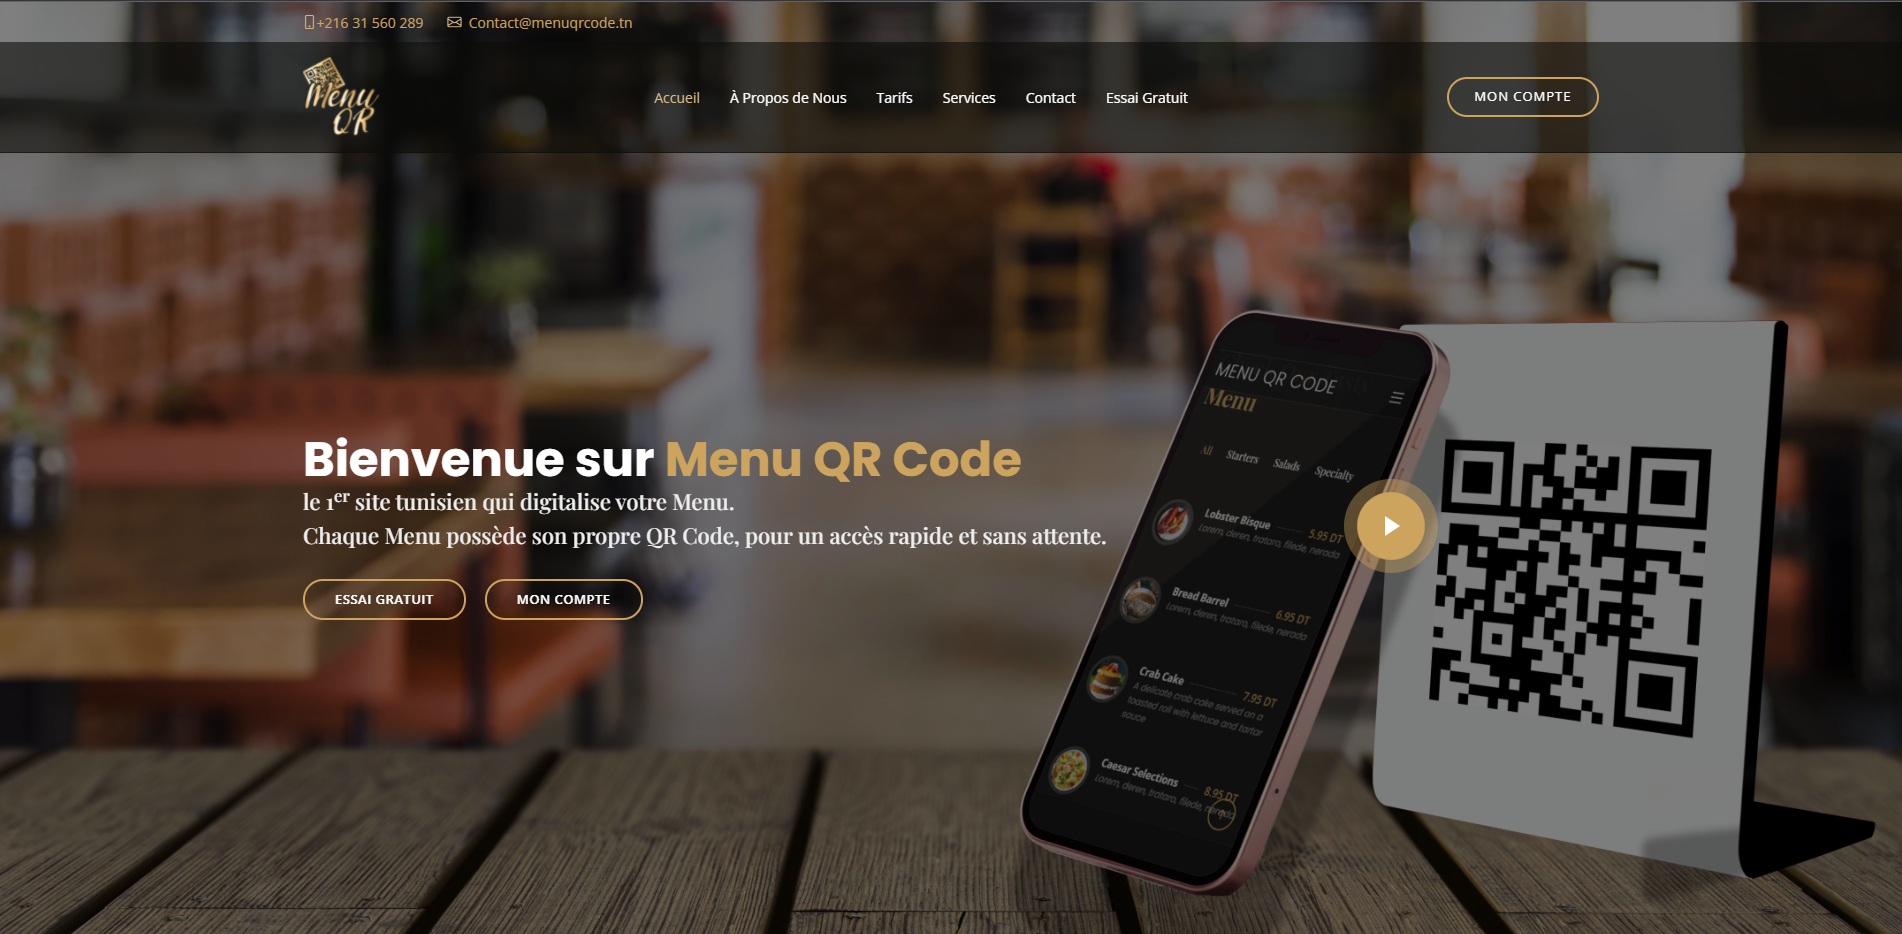 +216 31 560 289 Contact@menuqrcode.tn
Menu
QR
Accueil À Propos de Nous Tarifs Services Contact Essai Gratuit
MON COMPTE
Bienvenue sur Menu QR Code
le 1er site tunisien qui digitalise votre Menu.
Chaque Menu possède son propre QR Code, pour un accès rapide et sans attente.
ESSAI GRATUIT MON COMPTE
MENU QR CODE
Menu
All Starters Salads Specialty
Lobster Bisque 5.95 DT
Lorem, deren, trataro, filede, nerada
Bread Barrel 6.95 DT
Lorem, deren, trataro, filede, nerada
Crab Cake 7.95 DT
A delicate crab cake served on a
toasted roll with lettuce and tartar
sauce
Caesar Selections 8.95 DT
Lorem, deren, trataro, filede, nerada